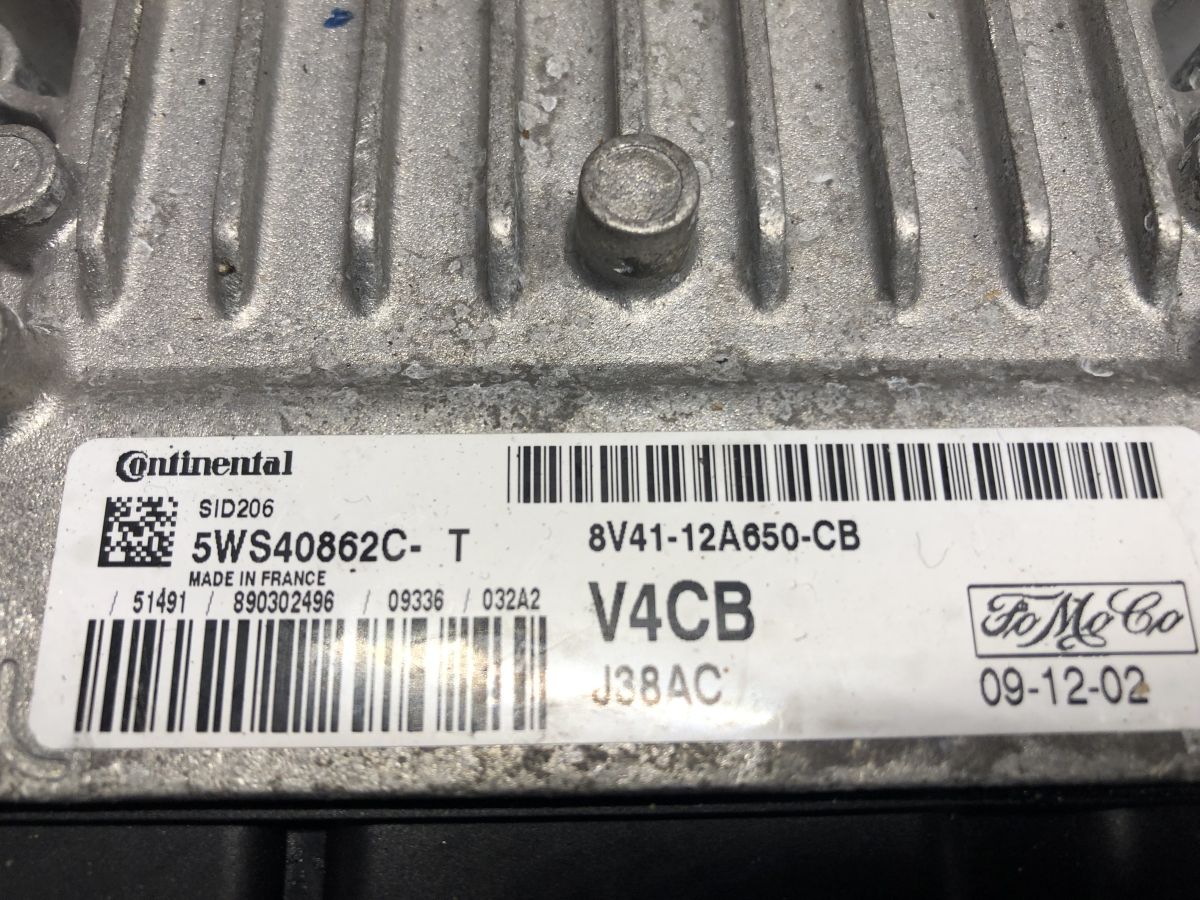 Continental
SID206
5WS40862C- T
MADE IN FRANCE
/ 51491 / 890302496 / 09336 / 032A2
8V41-12A650-CB
V4CB
J38AC
FoMoCo
09-12-02